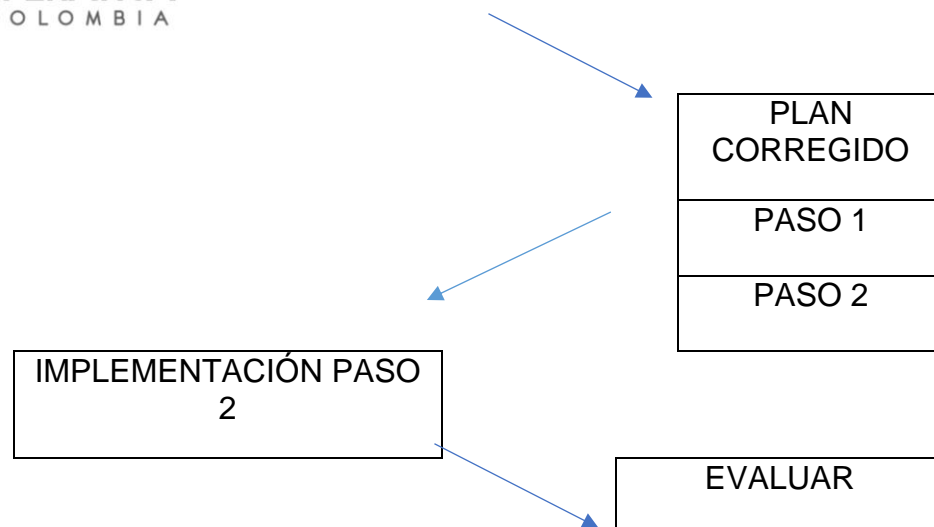 OLOMBIA
PLAN
CORREGIDO
PASO 1
PASO 2
IMPLEMENTACIÓN PASO
2
EVALUAR